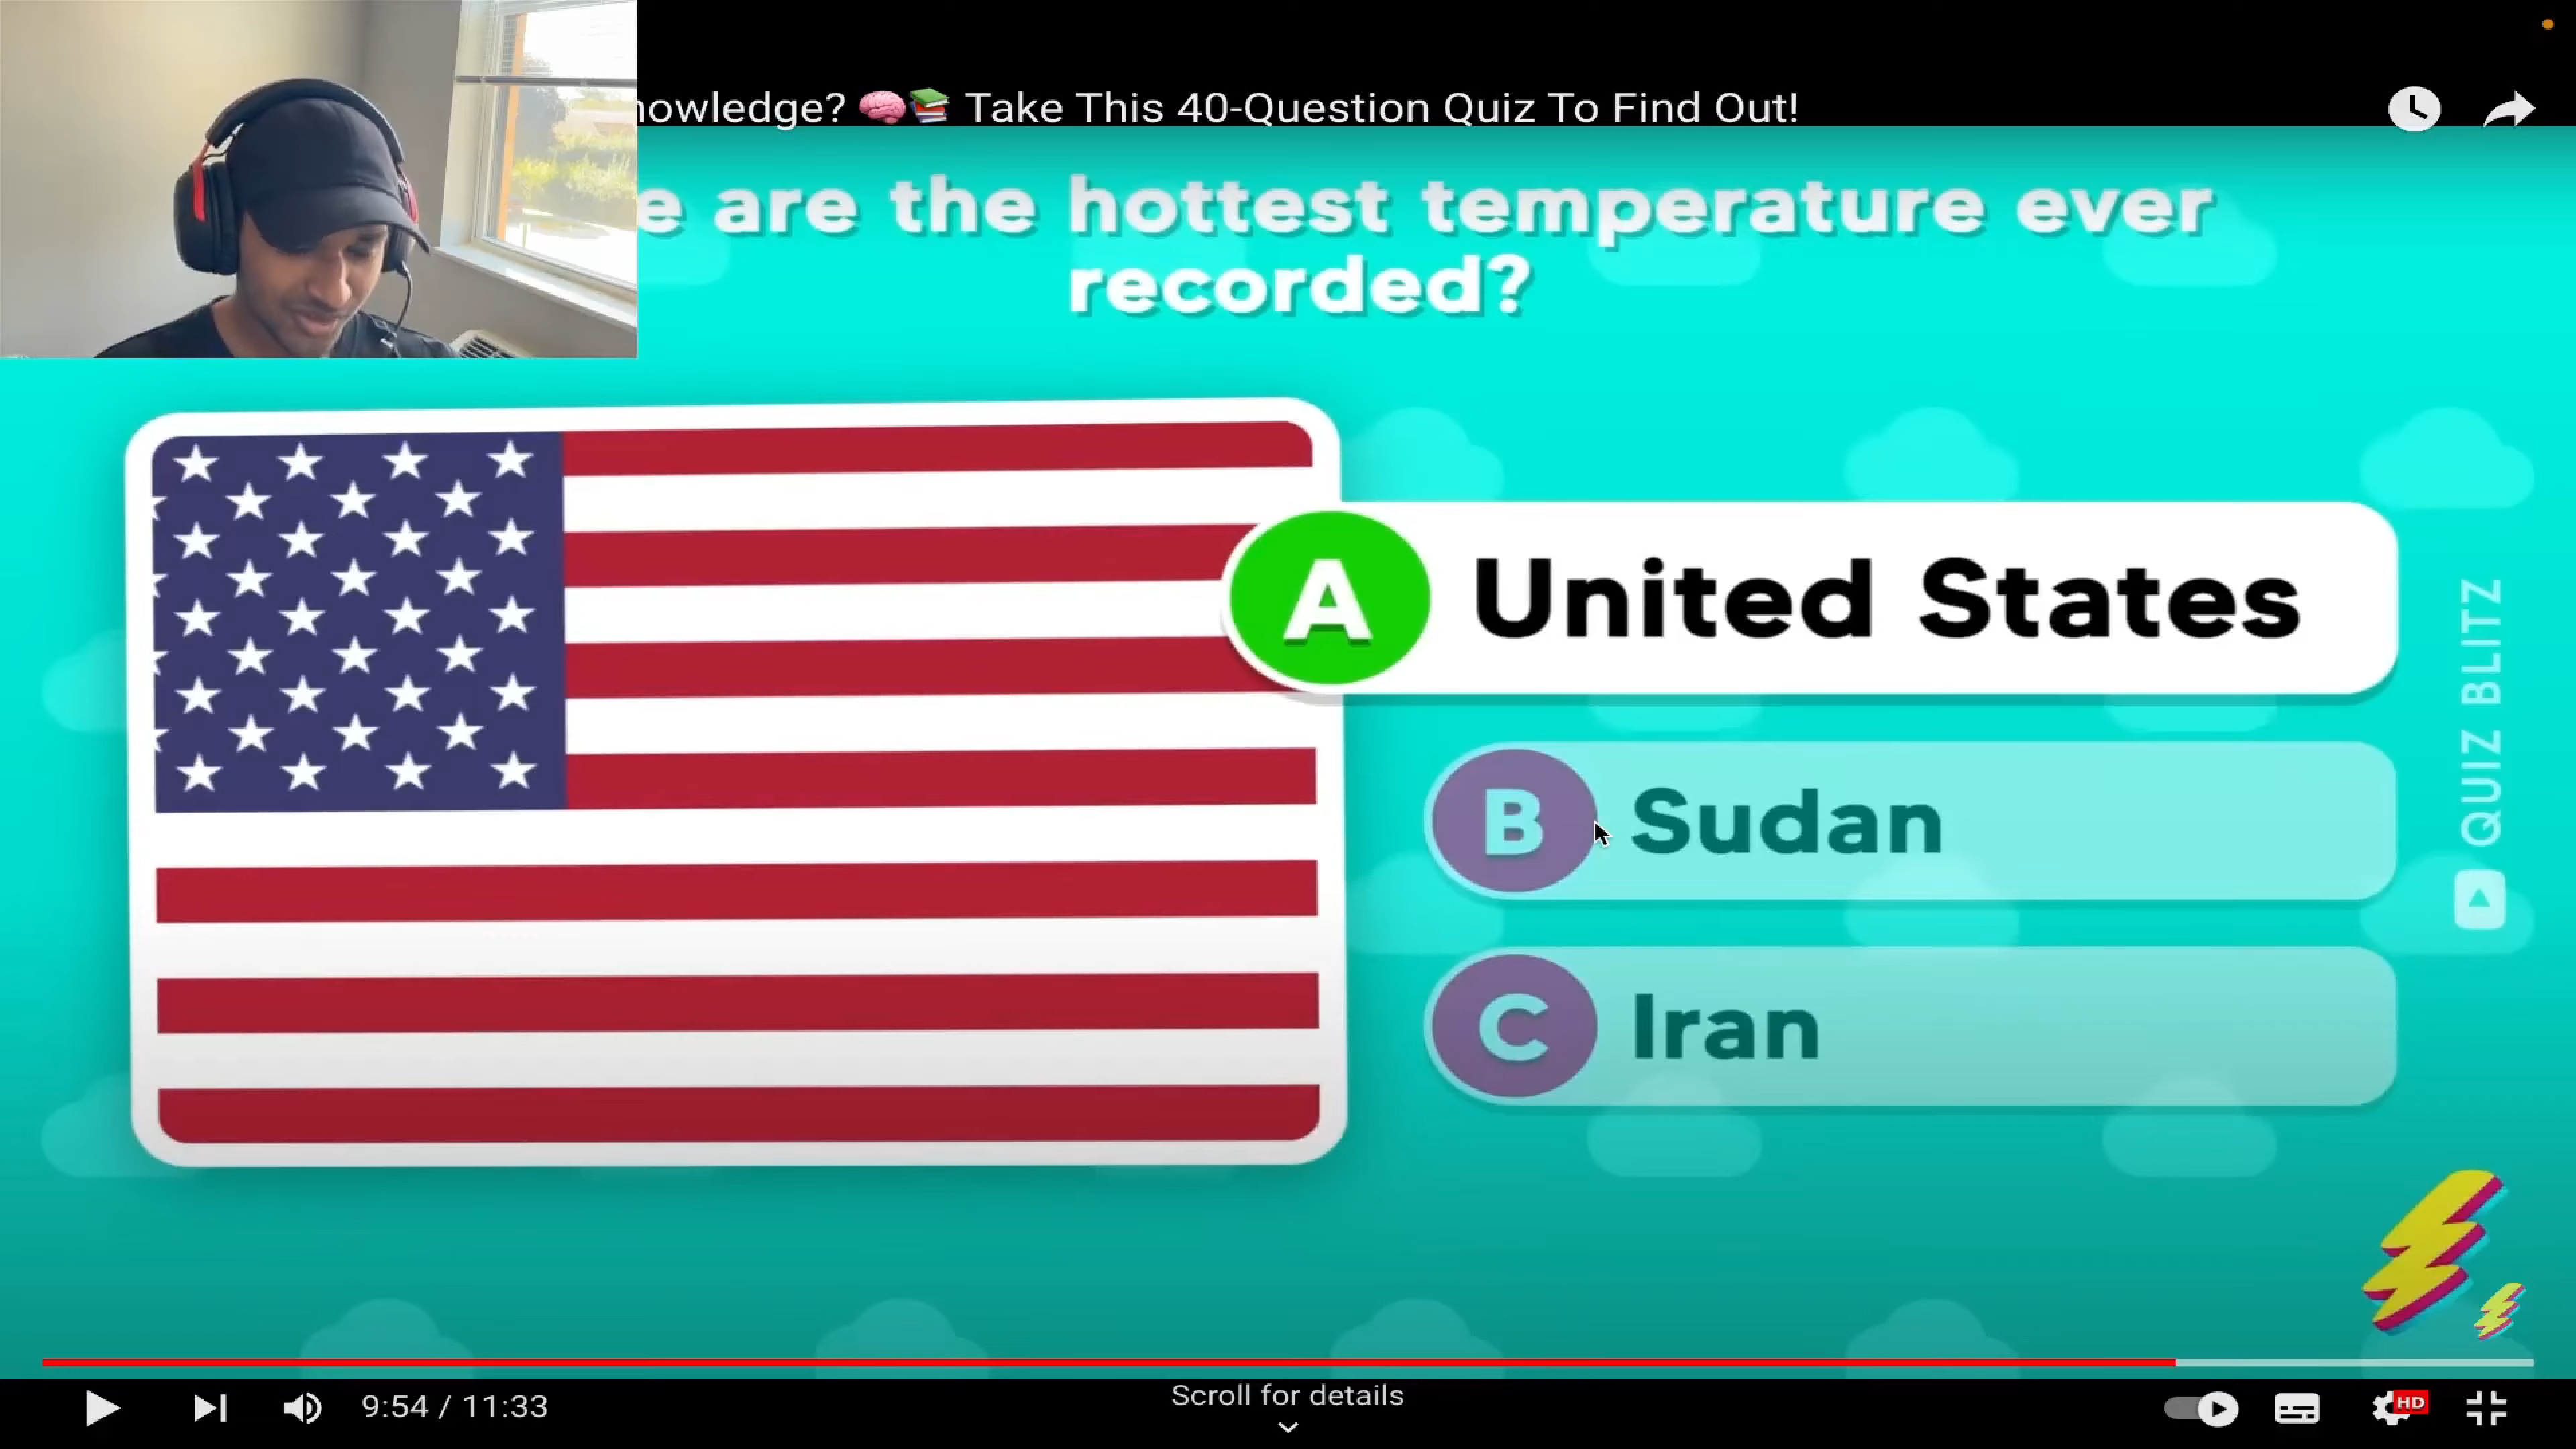 nowledge? 🧠📚 Take This 40-Question Quiz To Find Out!
e are the hottest temperature ever
recorded?
A United States
B Sudan
C Iran
QUIZ BLITZ
9:54 / 11:33
Scroll for details
HD